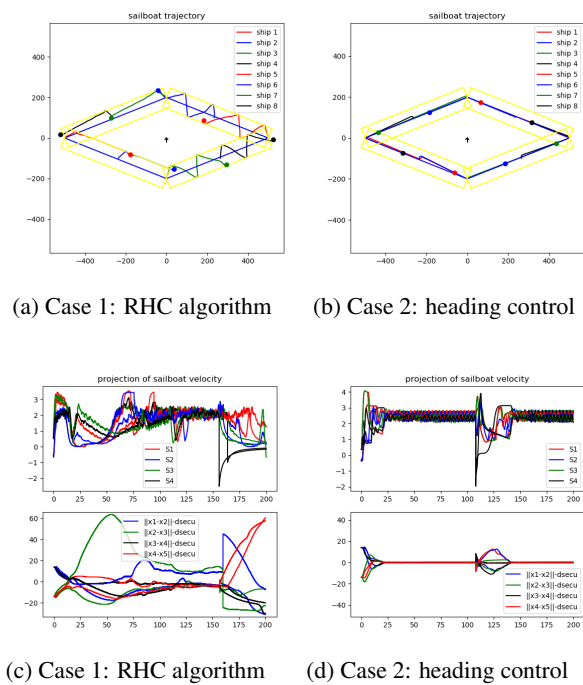 sailboat trajectory
ship 1
ship 2
ship 3
ship 4
ship 5
ship 6
ship 7
ship 8
400
200
0
−200
−400
−400 −200 0 200 400
(a) Case 1: RHC algorithm
sailboat trajectory
ship 1
ship 2
ship 3
ship 4
ship 5
ship 6
ship 7
ship 8
400
200
0
−200
−400
−400 −200 0 200 400
(b) Case 2: heading control
projection of sailboat velocity
3
2
1
0
−1
−2
S1
S2
S3
S4
0 25 50 75 100 125 150 175 200
60
40
20
0
−20
||x1-x2||-dsecu
||x2-x3||-dsecu
||x3-x4||-dsecu
||x4-x5||-dsecu
0 25 50 75 100 125 150 175 200
(c) Case 1: RHC algorithm
projection of sailboat velocity
4
3
2
1
0
−1
−2
S1
S2
S3
S4
0 25 50 75 100 125 150 175 200
40
20
0
−20
−40
||x1-x2||-dsecu
||x2-x3||-dsecu
||x3-x4||-dsecu
||x4-x5||-dsecu
0 25 50 75 100 125 150 175 200
(d) Case 2: heading control